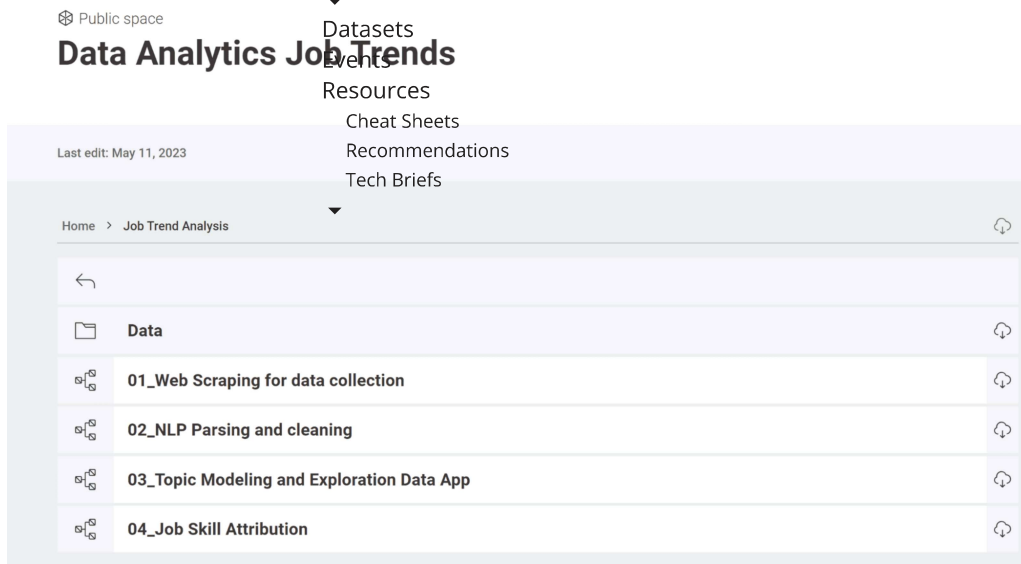 Public space
Data Analytics Job Trends
Datasets
Events
Resources
Cheat Sheets
Recommendations
Tech Briefs
Last edit: May 11, 2023
Home > Job Trend Analysis
Data
01_Web Scraping for data collection
02_NLP Parsing and cleaning
03_Topic Modeling and Exploration Data App
04_Job Skill Attribution